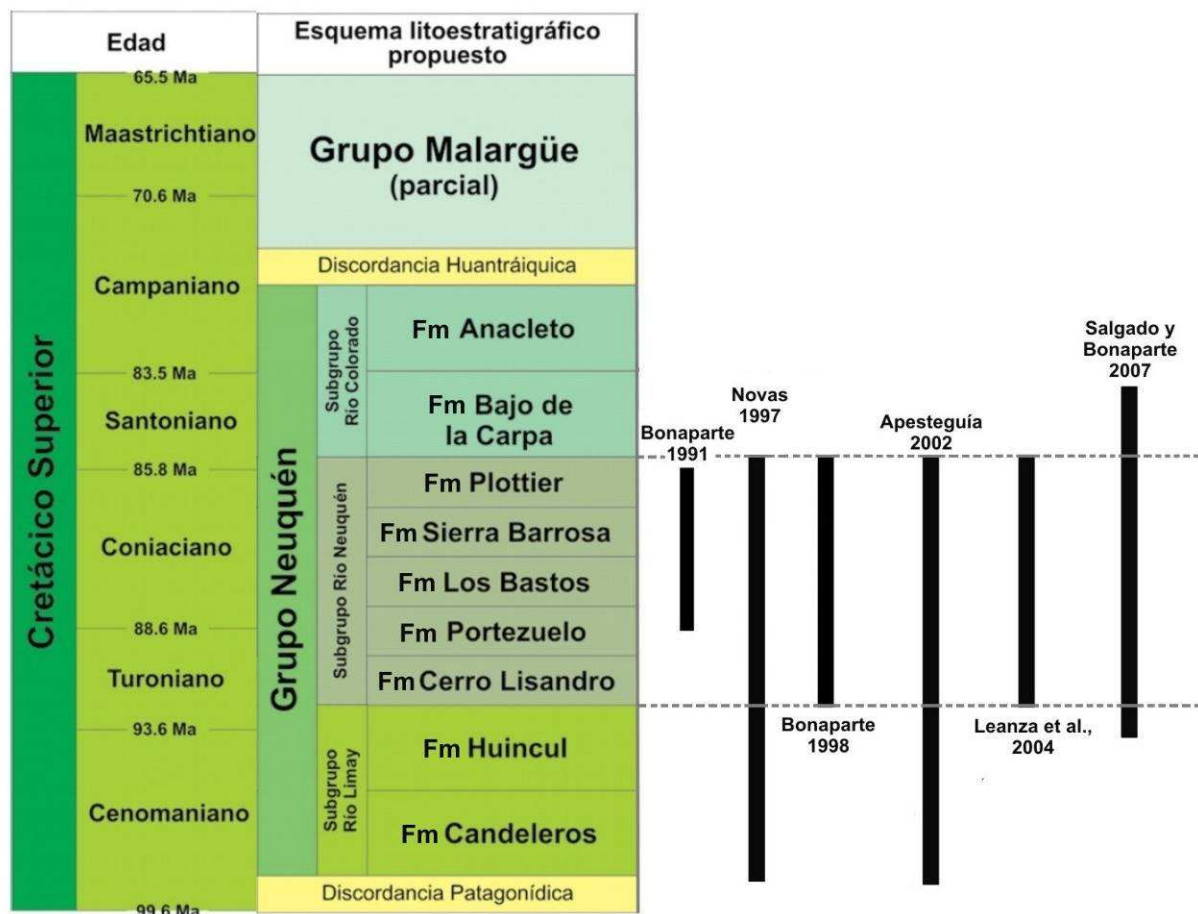 Edad
Esquema litoestratigráfico
propuesto
65.5 Ma
Cretácico Superior
Maastrichtiano
70.6 Ma
Campaniano
83.5 Ma
Santoniano
85.8 Ma
Coniaciano
88.6 Ma
Turoniano
93.6 Ma
Cenomaniano
99.6 Ma
Grupo Malargüe
(parcial)
Discordancia Huantráiquica
Grupo Neuquén
Subgrupo
Río Colorado
Fm Anacleto
Fm Bajo de
la Carpa
Subgrupo Río Neuquén
Fm Plottier
Fm Sierra Barrosa
Fm Los Bastos
Fm Portezuelo
Fm Cerro Lisandro
Subgrupo
Río Limay
Fm Huincul
Fm Candeleros
Discordancia Patagonídica
Bonaparte
1991
Novas
1997
Bonaparte
1998
Apesteguía
2002
Leanza et al.,
2004
Salgado y
Bonaparte
2007